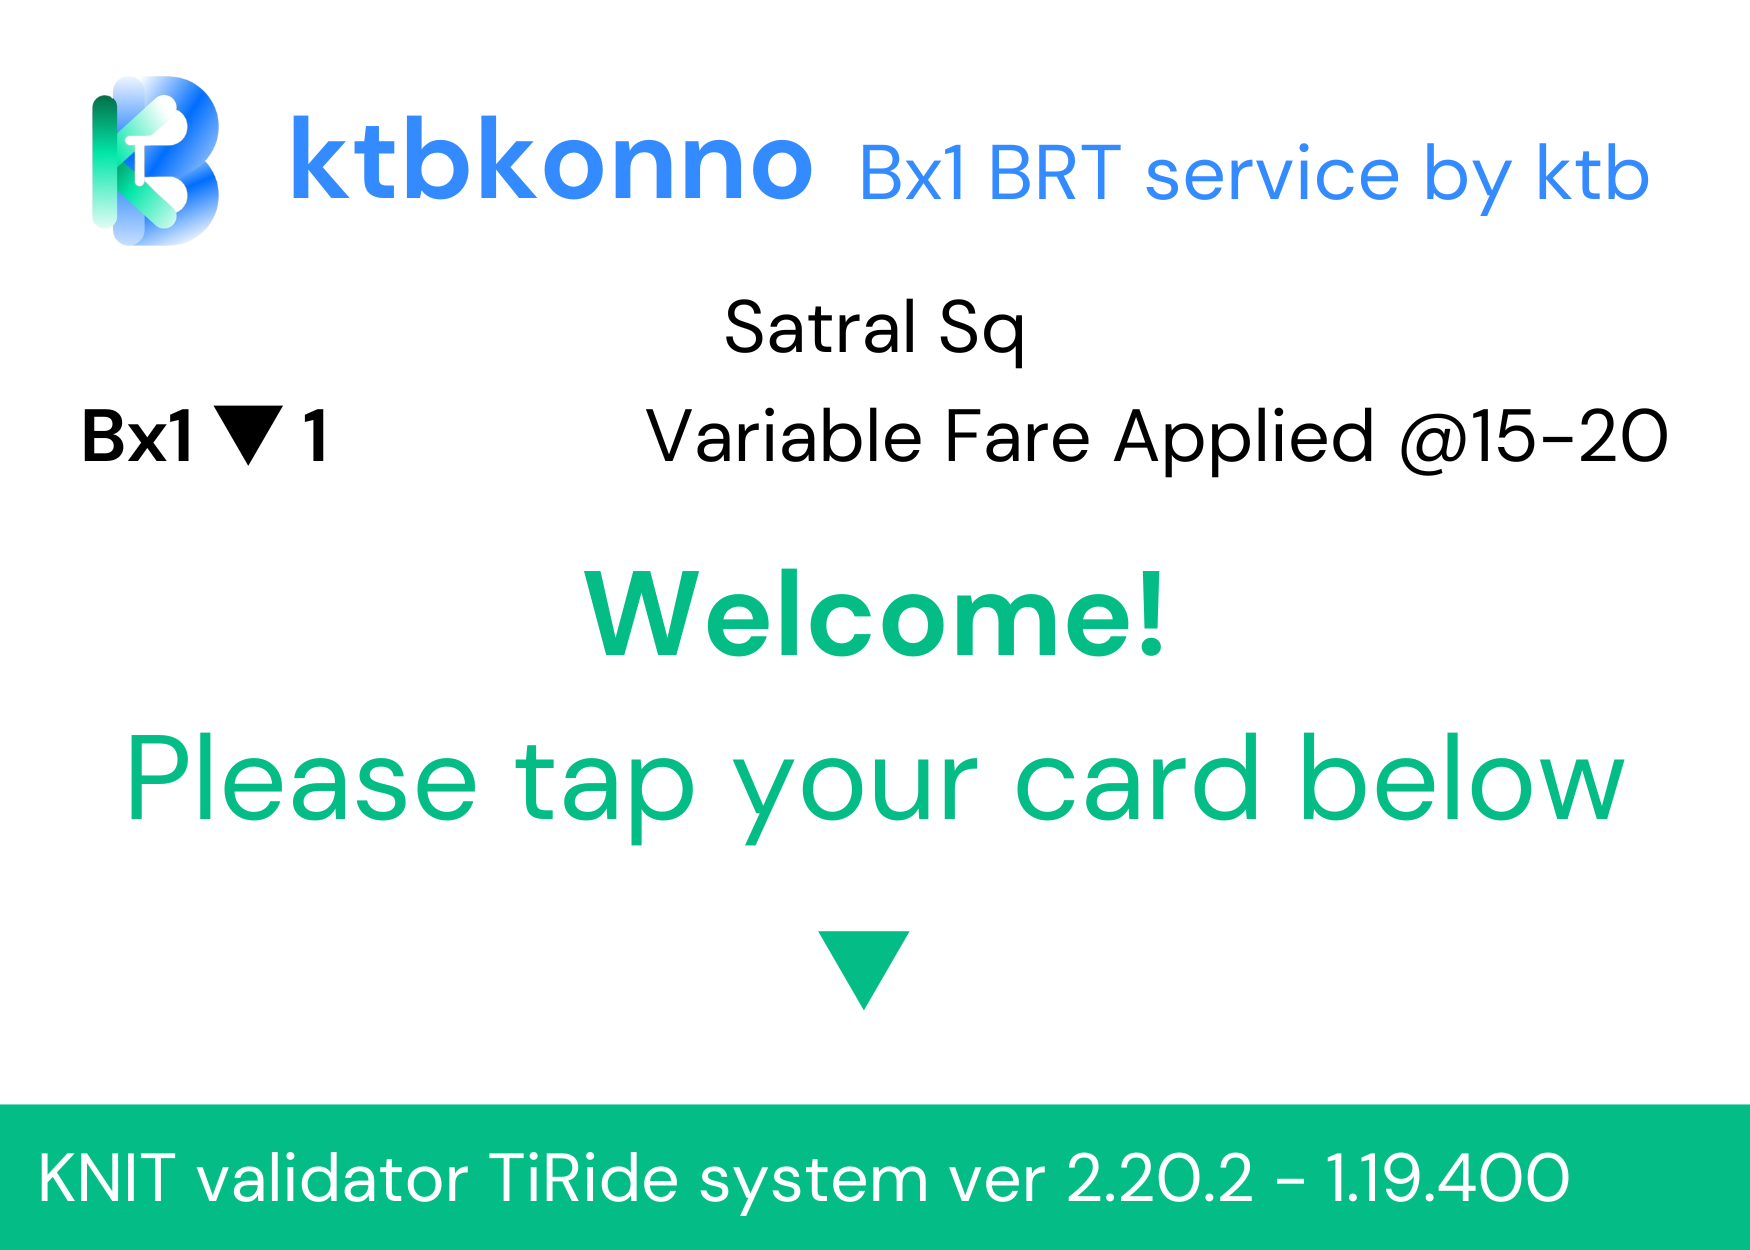 ktbkonno Bx1 BRT service by ktb
Satral Sq
Bx1 ▼ 1 Variable Fare Applied @15-20
Welcome!
Please tap your card below
▼
KNIT validator TiRide system ver 2.20.2 - 1.19.400